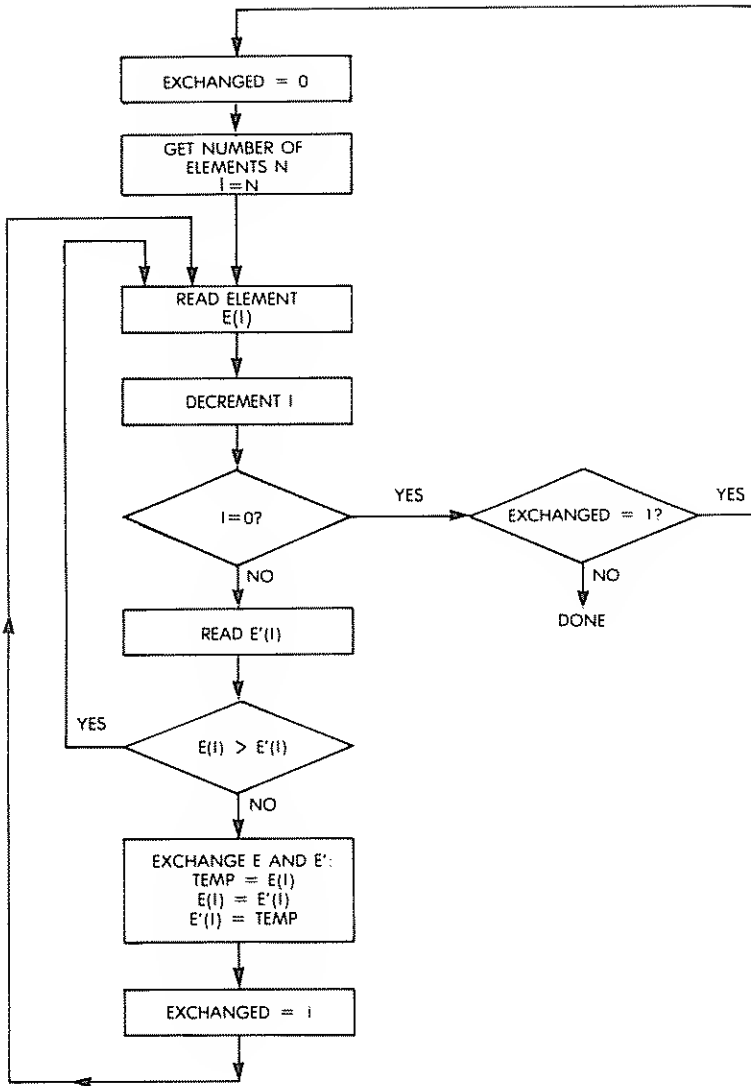 EXCHANGED = 0
GET NUMBER OF
ELEMENTS N
I=N
READ ELEMENT
E(I)
DECREMENT I
I=0?
YES
EXCHANGED = 1?
YES
NO
NO
DONE
READ E'(I)
YES
E(I) > E'(I)
NO
EXCHANGE E AND E':
TEMP = E(I)
E(I) = E'(I)
E'(I) = TEMP
EXCHANGED = i